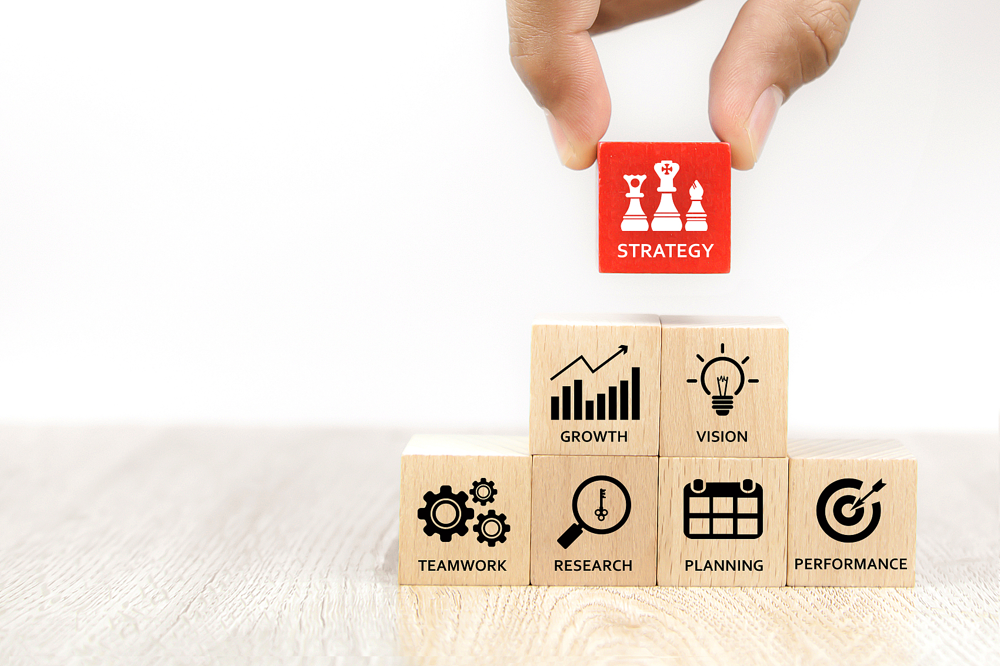 STRATEGY
GROWTH
VISION
TEAMWORK
RESEARCH
PLANNING
PERFORMANCE